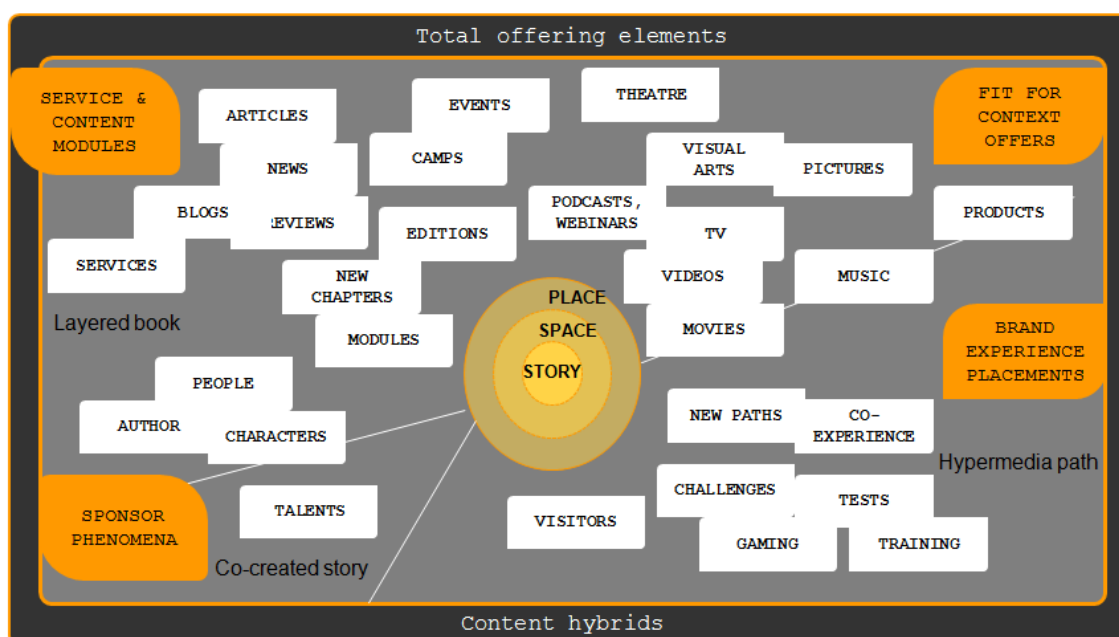 Total offering elements
SERVICE &
CONTENT
MODULES
FIT FOR
CONTEXT
OFFERS
ARTICLES
EVENTS
THEATRE
NEWS
CAMPS
VISUAL
ARTS
PICTURES
BLOGS
REVIEWS
EDITIONS
PODCASTS,
WEBINARS
TV
PRODUCTS
SERVICES
NEW
CHAPTERS
VIDEOS
MUSIC
Layered book
MODULES
PLACE
SPACE
STORY
MOVIES
BRAND
EXPERIENCE
PLACEMENTS
PEOPLE
AUTHOR
CHARACTERS
NEW PATHS
CO-
EXPERIENCE
Hypermedia path
SPONSOR
PHENOMENA
TALENTS
Co-created story
VISITORS
CHALLENGES
TESTS
GAMING
TRAINING
Content hybrids